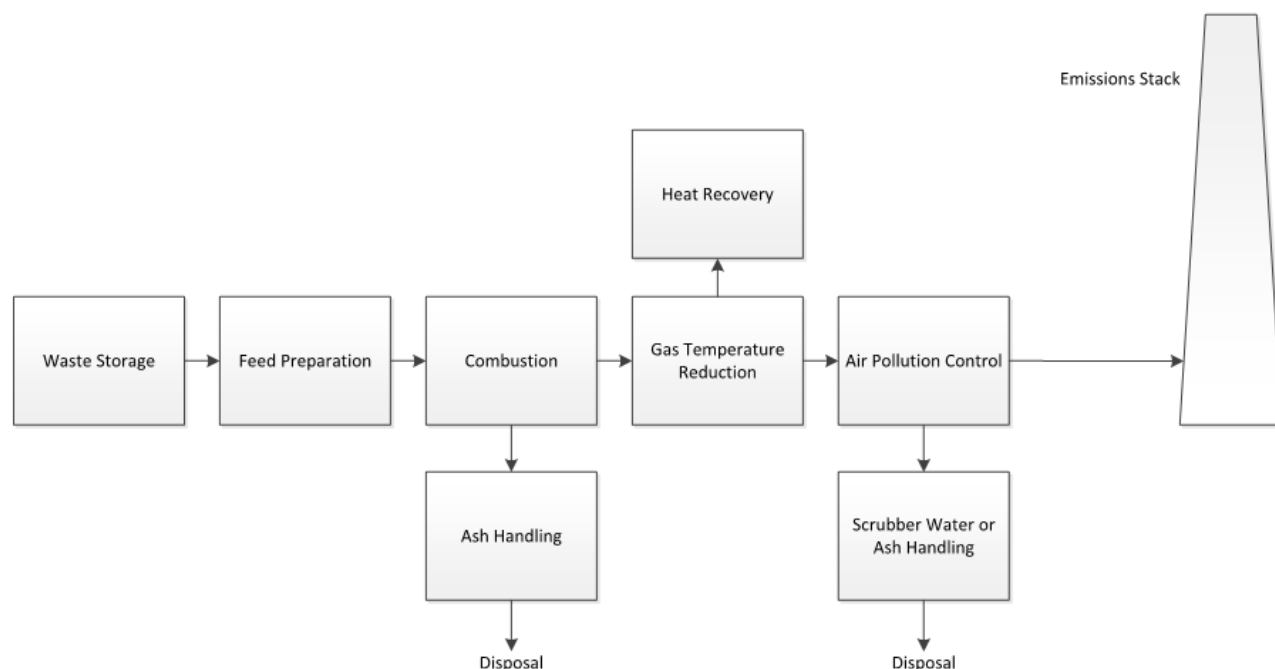 Emissions Stack
Heat Recovery
Waste Storage
Feed Preparation
Combustion
Gas Temperature
Reduction
Air Pollution Control
Ash Handling
Scrubber Water or
Ash Handling
Disposal
Disposal